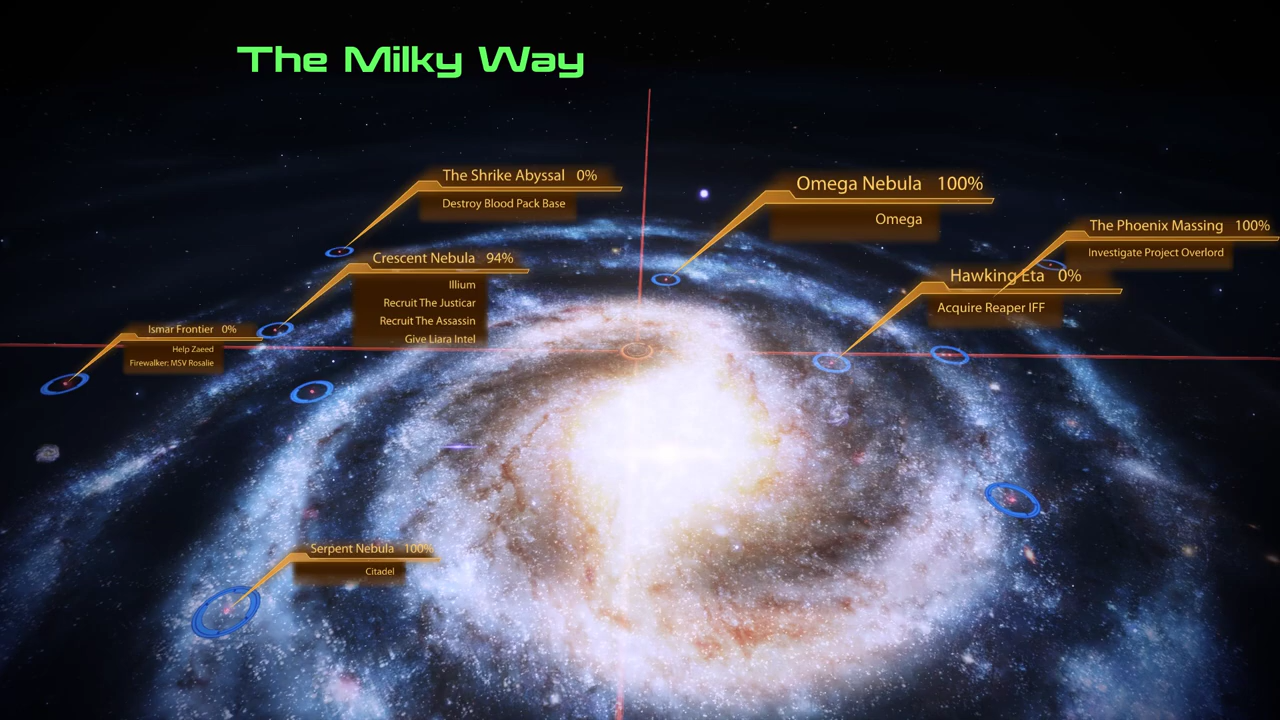 The Milky Way
The Shrike Abyssal 0%
Destroy Blood Pack Base
Omega Nebula 100%
Omega
The Phoenix Massing 100%
Investigate Project Overlord
Crescent Nebula 94%
Illium
Recruit The Justicar
Recruit The Assassin
Give Liara Intel
Hawking Eta 0%
Acquire Reaper IFF
Ismar Frontier 0%
Help Zaeed
Firewalker: MSV Rosalie
Serpent Nebula 100%
Citadel